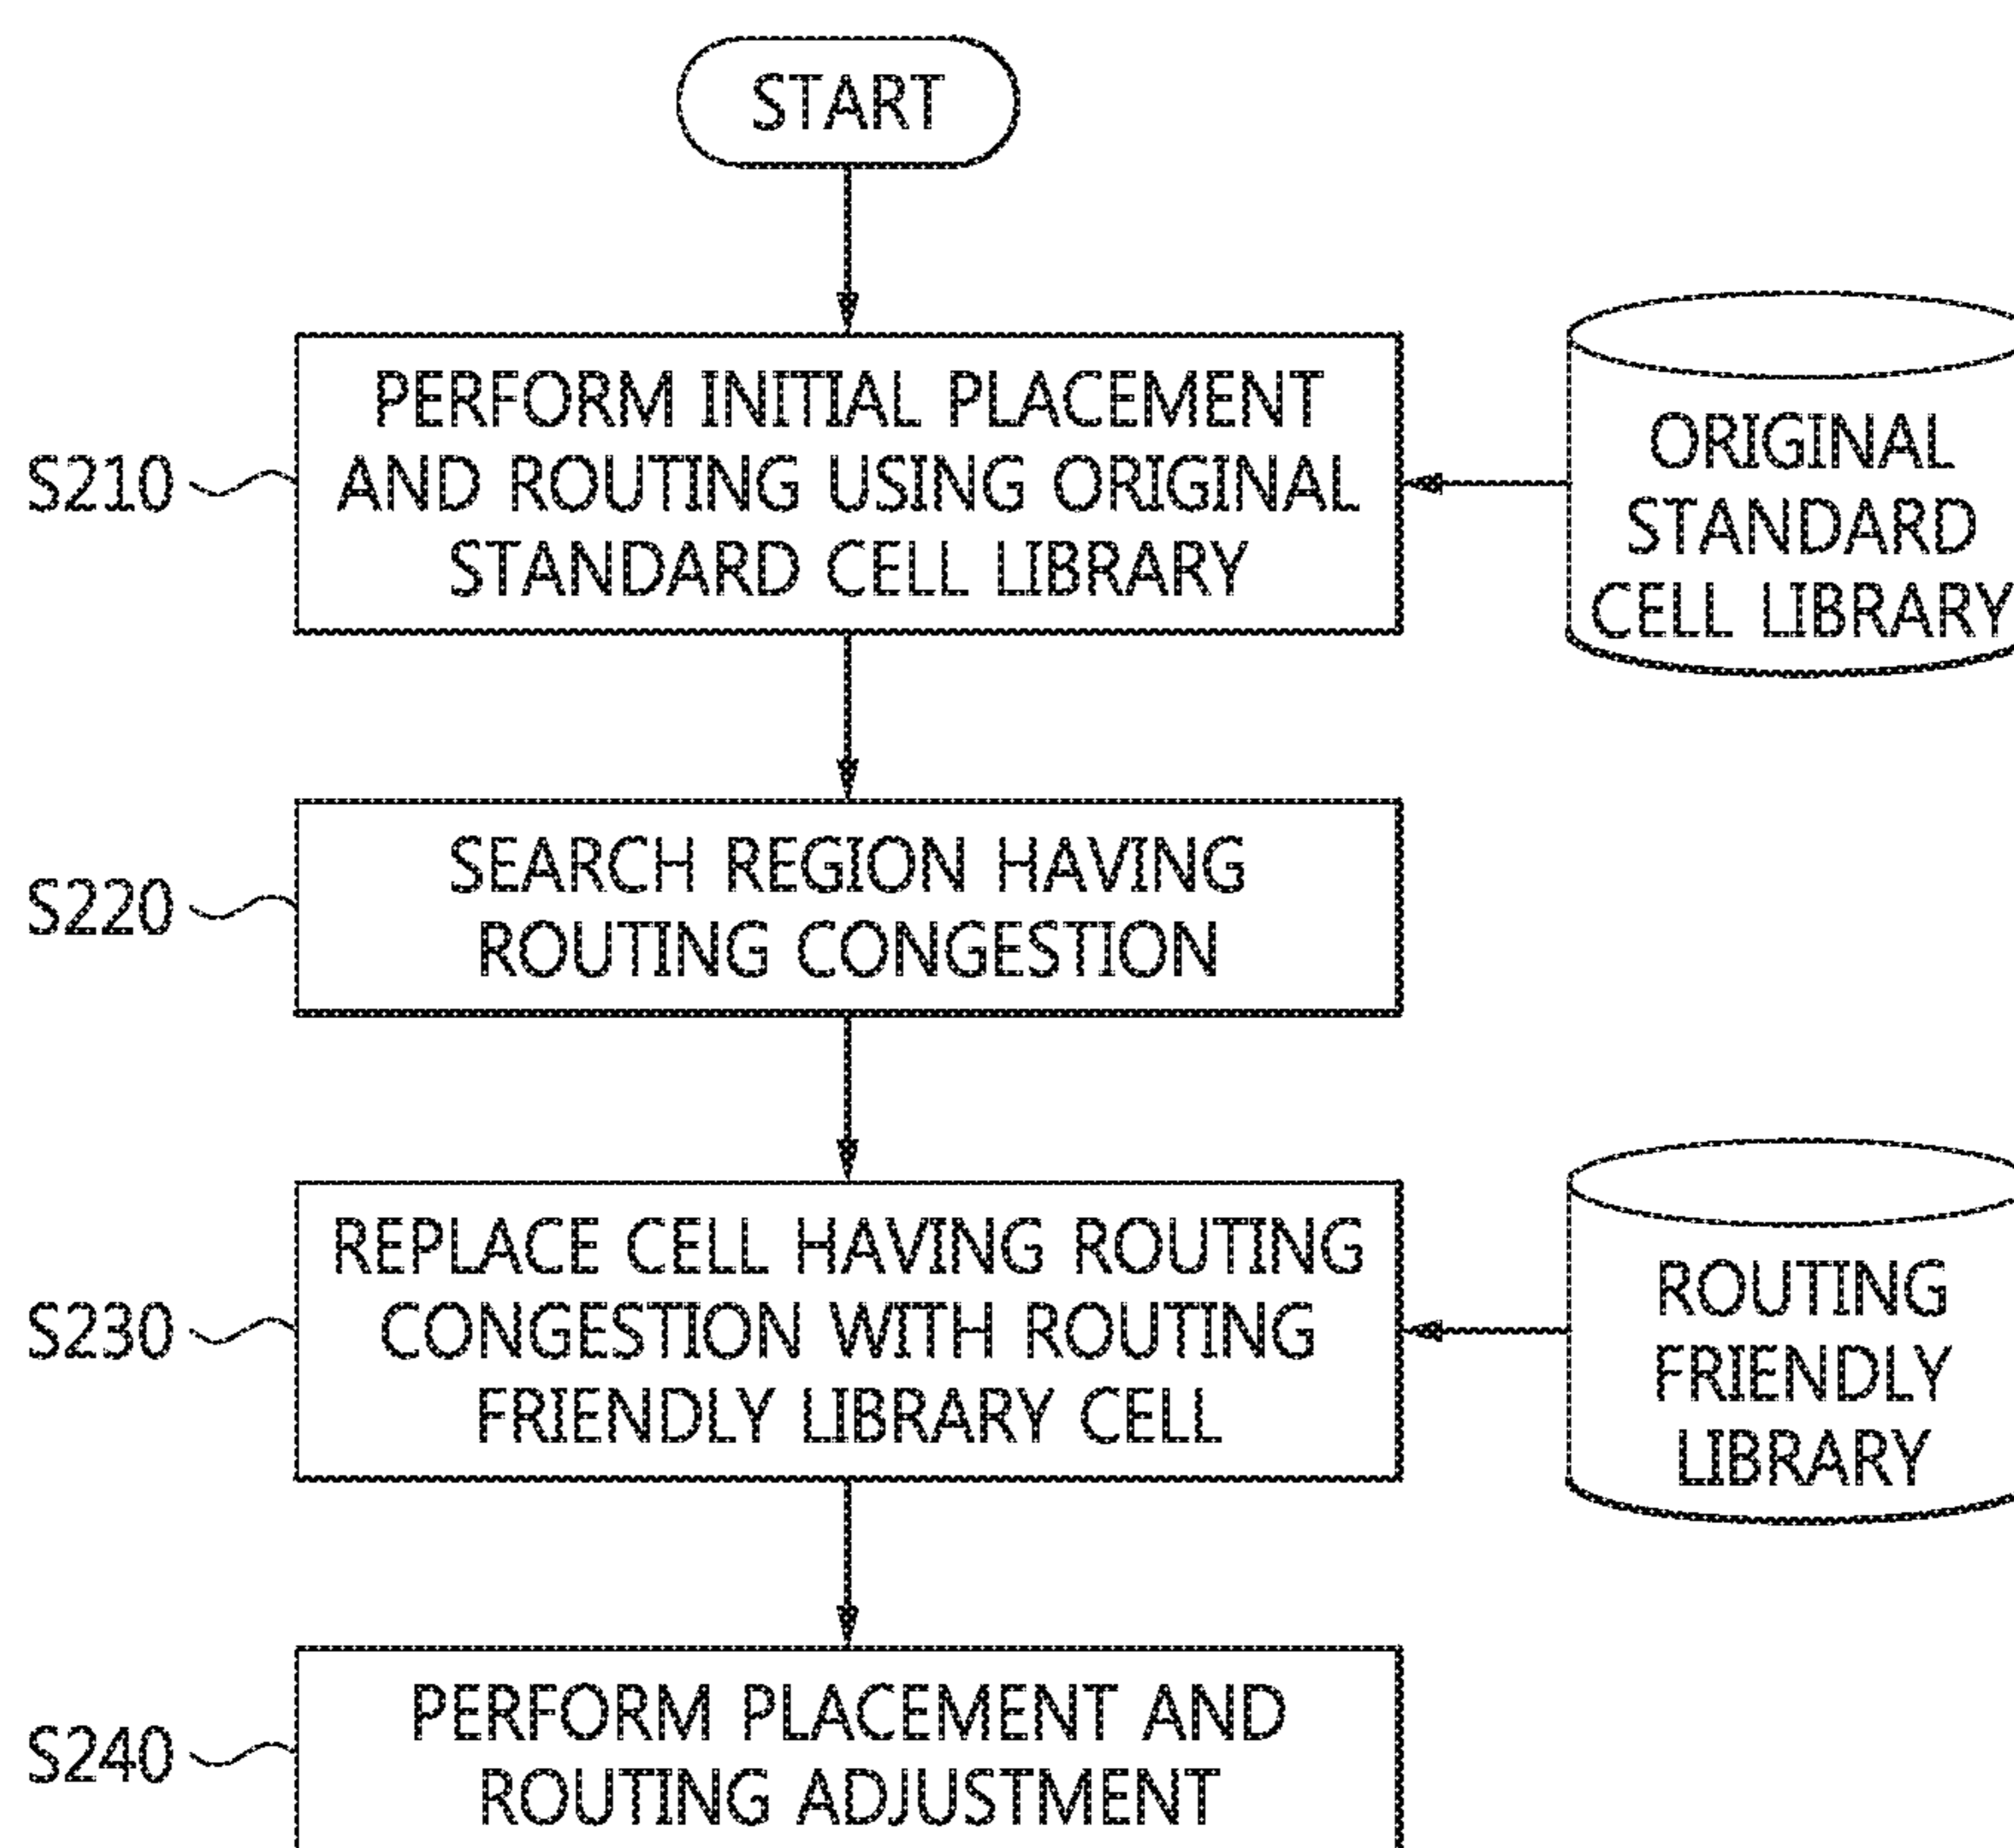 START
PERFORM INITIAL PLACEMENT
AND ROUTING USING ORIGINAL
STANDARD CELL LIBRARY
S210
ORIGINAL
STANDARD
CELL LIBRARY
SEARCH REGION HAVING
ROUTING CONGESTION
S220
REPLACE CELL HAVING ROUTING
CONGESTION WITH ROUTING
FRIENDLY LIBRARY CELL
S230
ROUTING
FRIENDLY
LIBRARY
PERFORM PLACEMENT AND
ROUTING ADJUSTMENT
S240